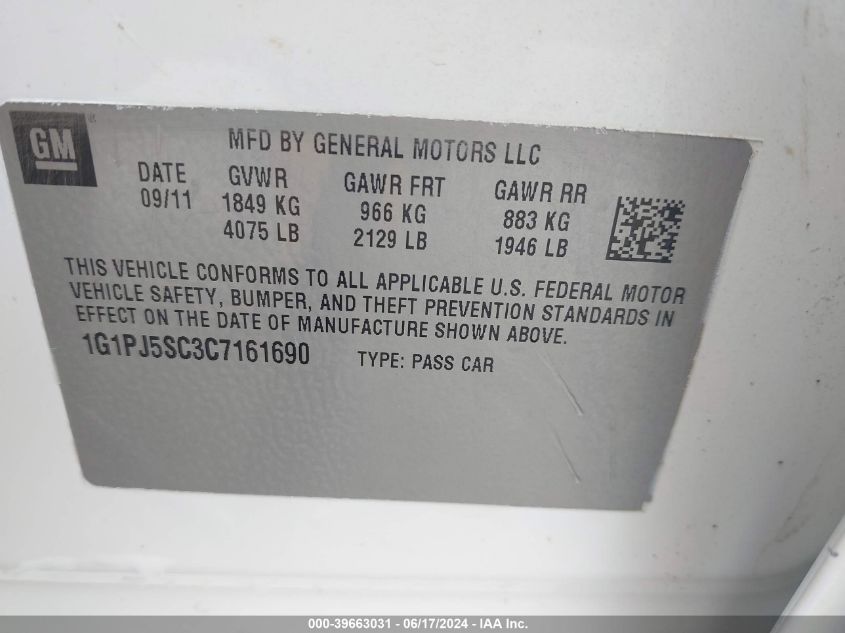 GM ®
MFD BY GENERAL MOTORS LLC
DATE GVWR GAWR FRT GAWR RR
09/11 1849 KG 966 KG 883 KG
4075 LB 2129 LB 1946 LB
THIS VEHICLE CONFORMS TO ALL APPLICABLE U.S. FEDERAL MOTOR
VEHICLE SAFETY, BUMPER, AND THEFT PREVENTION STANDARDS IN
EFFECT ON THE DATE OF MANUFACTURE SHOWN ABOVE.
1G1PJ5SC3C7161690 TYPE: PASS CAR
000-39663031 - 06/17/2024 - IAA Inc.